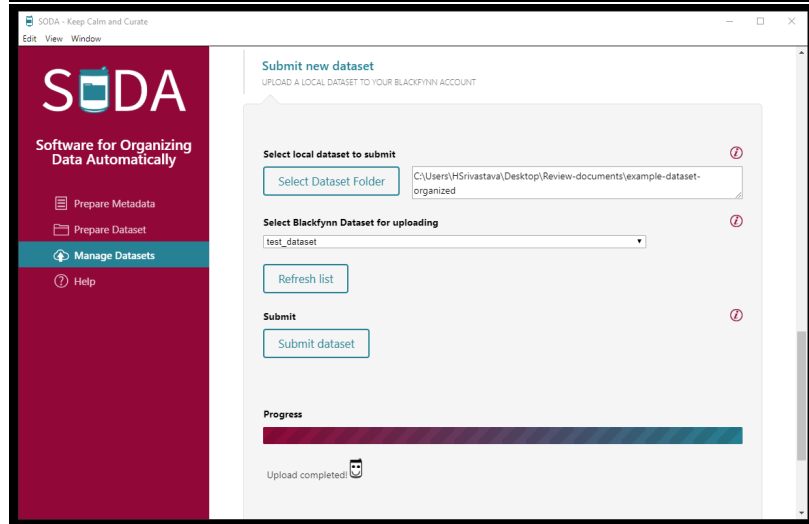 SODA - Keep Calm and Curate
Edit View Window
SODA
Software for Organizing
Data Automatically
Prepare Metadata
Prepare Dataset
Manage Datasets
Help
Submit new dataset
UPLOAD A LOCAL DATASET TO YOUR BLACKFYNN ACCOUNT
Select local dataset to submit
Select Dataset Folder
C:\Users\HSrivastava\Desktop\Review-documents\example-dataset-
organized
Select Blackfynn Dataset for uploading
test_dataset
Refresh list
Submit
Submit dataset
Progress
Upload completed!